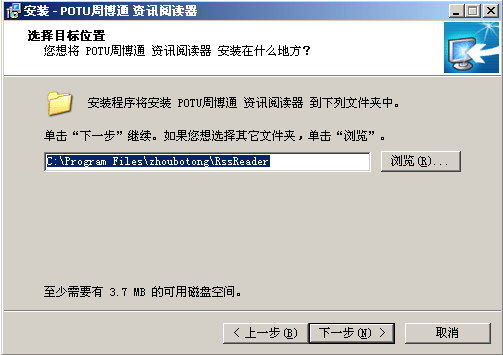 安装 - POTU周博通 资讯阅读器
选择目标位置
您想将 POTU周博通 资讯阅读器 安装在什么地方？
安装程序将安装 POTU周博通 资讯阅读器 到下列文件夹中。
单击“下一步”继续。如果您想选择其它文件夹，单击“浏览”。
C:\Program Files\zhoubotong\RssReader
浏览(R)...
至少需要有 3.7 MB 的可用磁盘空间。
< 上一步(B)
下一步(N) >
取消